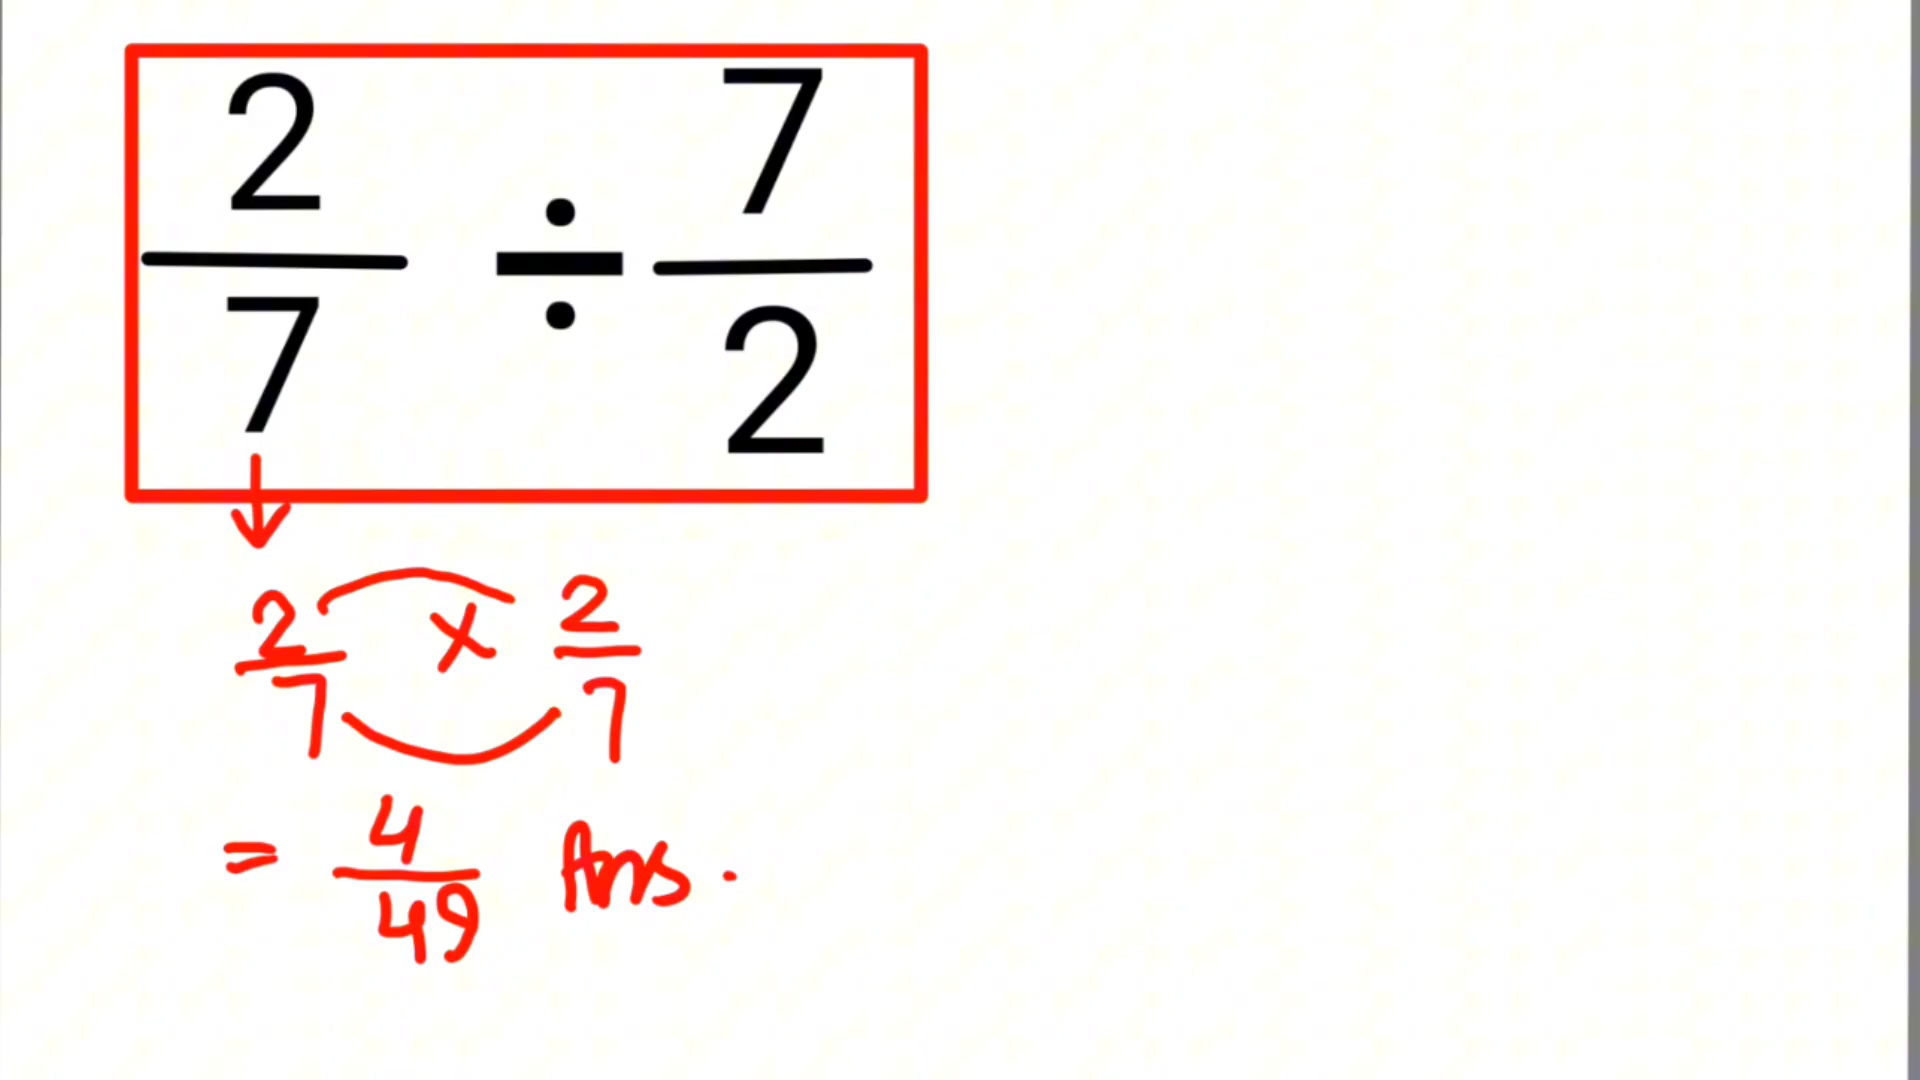 2/7 ÷ 7/2
2/7 × 2/7
= 4/49 Ans.